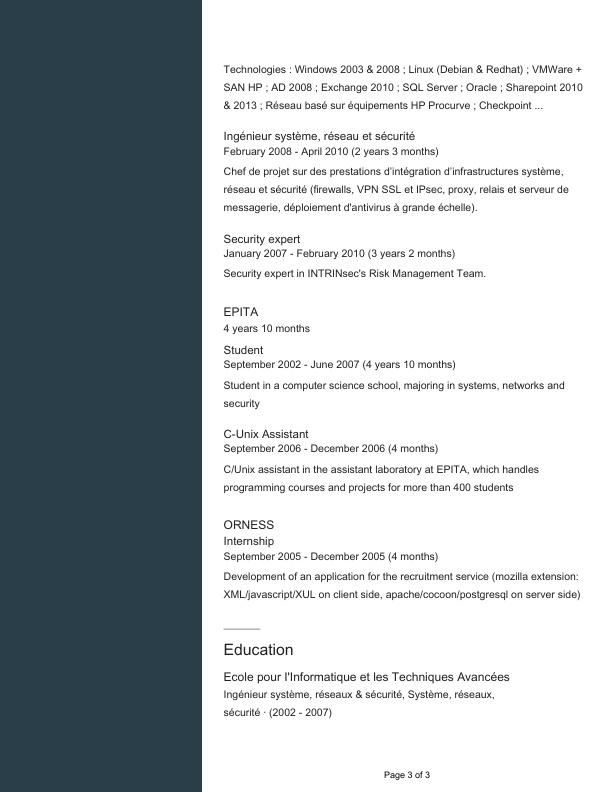 Technologies : Windows 2003 & 2008 ; Linux (Debian & Redhat) ; VMWare +
SAN HP ; AD 2008 ; Exchange 2010 ; SQL Server ; Oracle ; Sharepoint 2010
& 2013 ; Réseau basé sur équipements HP Procurve ; Checkpoint ...
Ingénieur système, réseau et sécurité
February 2008 - April 2010 (2 years 3 months)
Chef de projet sur des prestations d'intégration d'infrastructures système,
réseau et sécurité (firewalls, VPN SSL et IPsec, proxy, relais et serveur de
messagerie, déploiement d'antivirus à grande échelle).
Security expert
January 2007 - February 2010 (3 years 2 months)
Security expert in INTRINsec's Risk Management Team.
EPITA
4 years 10 months
Student
September 2002 - June 2007 (4 years 10 months)
Student in a computer science school, majoring in systems, networks and
security
C-Unix Assistant
September 2006 - December 2006 (4 months)
C/Unix assistant in the assistant laboratory at EPITA, which handles
programming courses and projects for more than 400 students
ORNESS
Internship
September 2005 - December 2005 (4 months)
Development of an application for the recruitment service (mozilla extension:
XML/javascript/XUL on client side, apache/cocoon/postgresql on server side)
Education
Ecole pour l'Informatique et les Techniques Avancées
Ingénieur système, réseaux & sécurité, Système, réseaux,
sécurité · (2002 - 2007)
Page 3 of 3